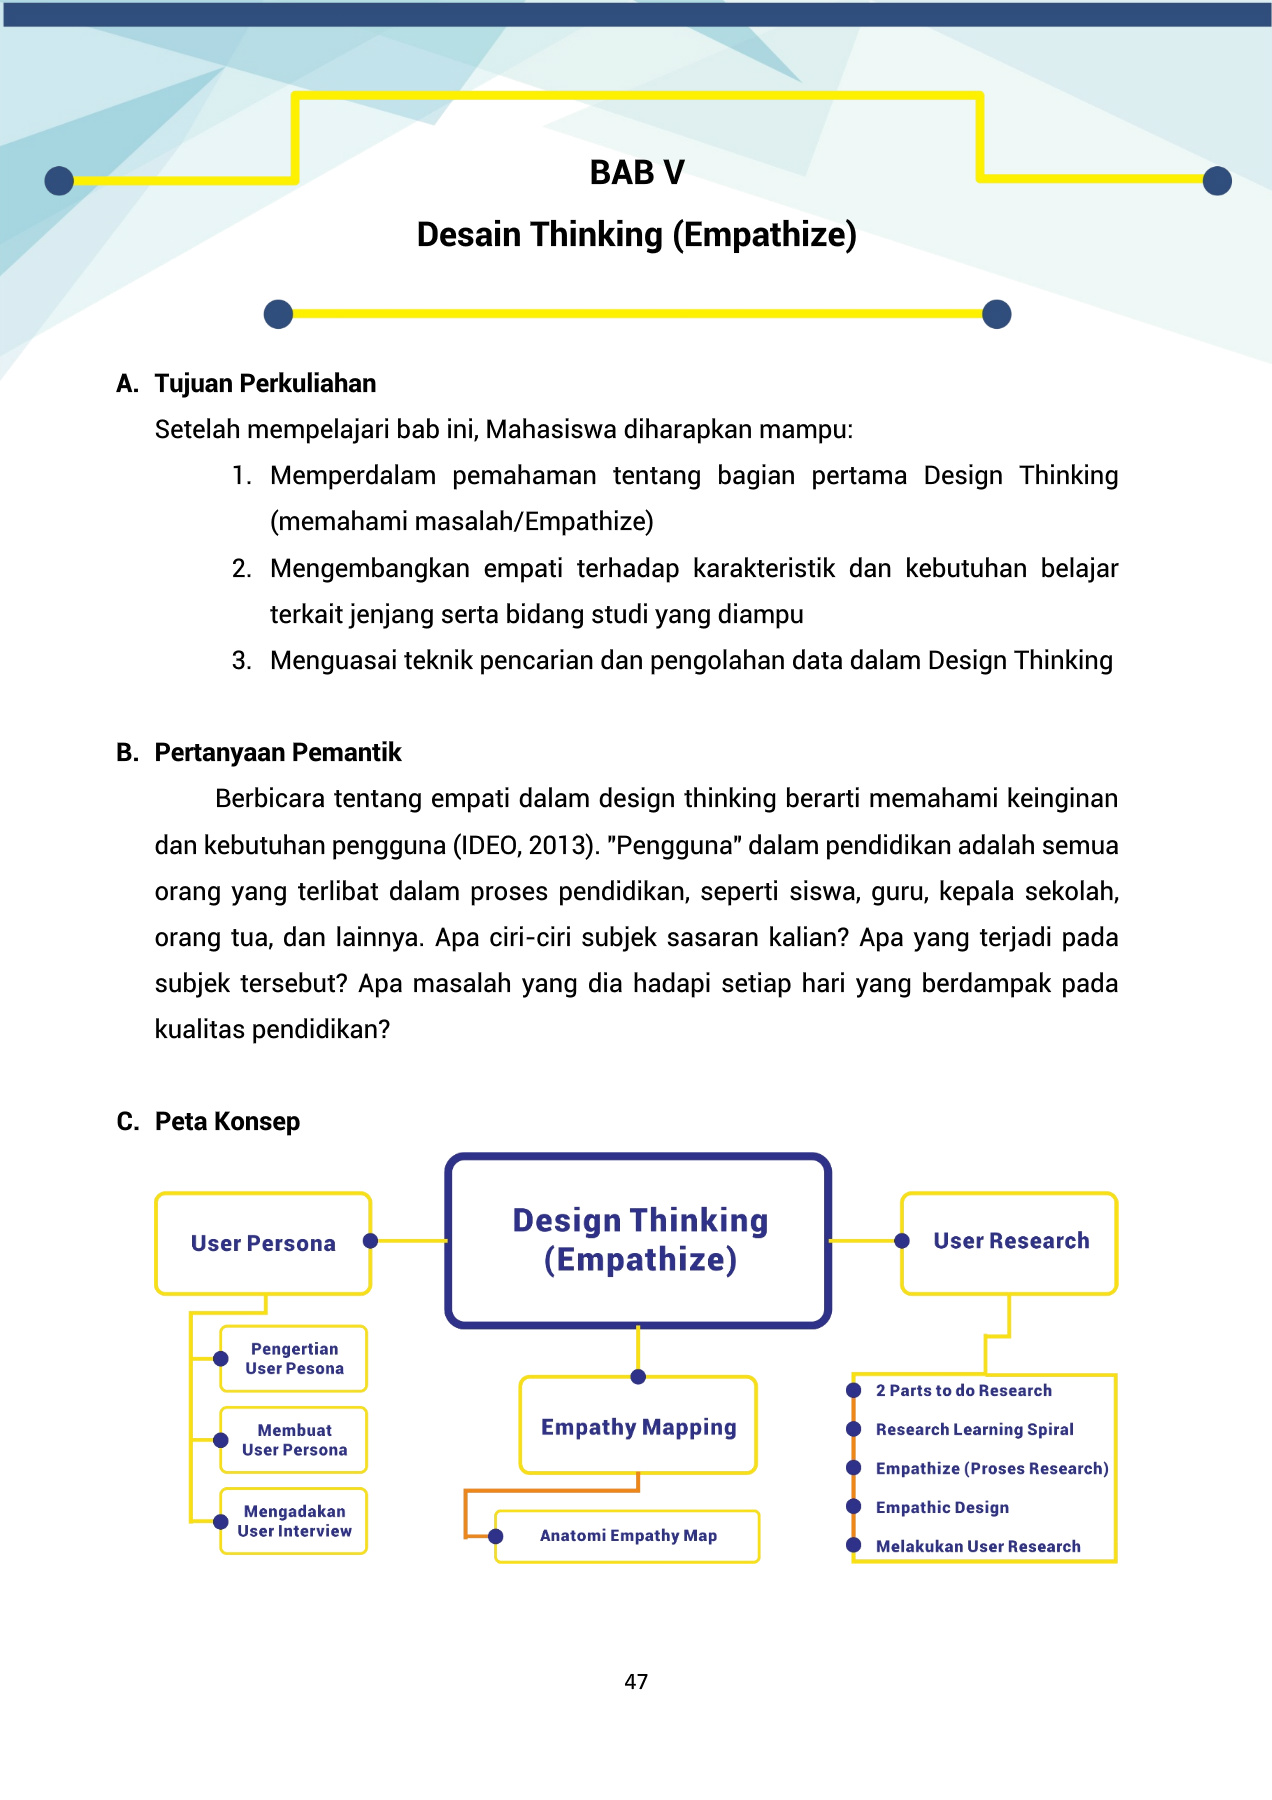 BAB V
Desain Thinking (Empathize)
A. Tujuan Perkuliahan
Setelah mempelajari bab ini, Mahasiswa diharapkan mampu:
1. Memperdalam pemahaman tentang bagian pertama Design Thinking
(memahami masalah/Empathize)
2. Mengembangkan empati terhadap karakteristik dan kebutuhan belajar
terkait jenjang serta bidang studi yang diampu
3. Menguasai teknik pencarian dan pengolahan data dalam Design Thinking
B. Pertanyaan Pemantik
Berbicara tentang empati dalam design thinking berarti memahami keinginan
dan kebutuhan pengguna (IDEO, 2013). "Pengguna" dalam pendidikan adalah semua
orang yang terlibat dalam proses pendidikan, seperti siswa, guru, kepala sekolah,
orang tua, dan lainnya. Apa ciri-ciri subjek sasaran kalian? Apa yang terjadi pada
subjek tersebut? Apa masalah yang dia hadapi setiap hari yang berdampak pada
kualitas pendidikan?
C. Peta Konsep
Design Thinking
(Empathize)
User Persona
Pengertian
User Pesona
Membuat
User Persona
Mengadakan
User Interview
Empathy Mapping
Anatomi Empathy Map
User Research
2 Parts to do Research
Research Learning Spiral
Empathize (Proses Research)
Empathic Design
Melakukan User Research
47